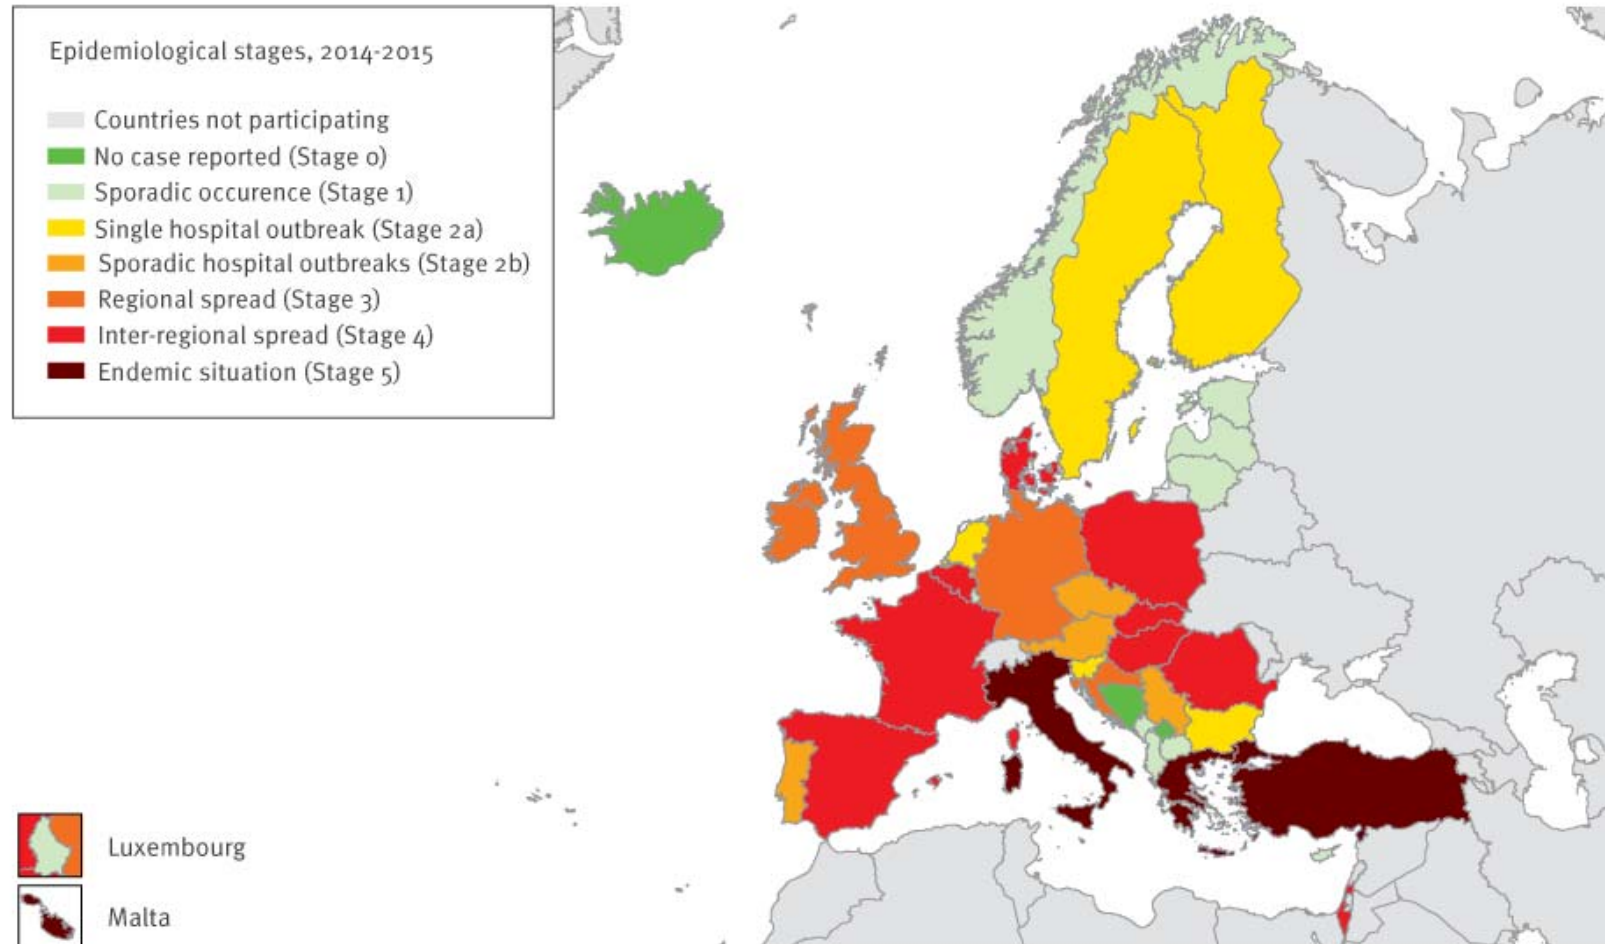 Epidemiological stages, 2014-2015
Countries not participating
No case reported (Stage 0)
Sporadic occurence (Stage 1)
Single hospital outbreak (Stage 2a)
Sporadic hospital outbreaks (Stage 2b)
Regional spread (Stage 3)
Inter-regional spread (Stage 4)
Endemic situation (Stage 5)
Luxembourg
Malta